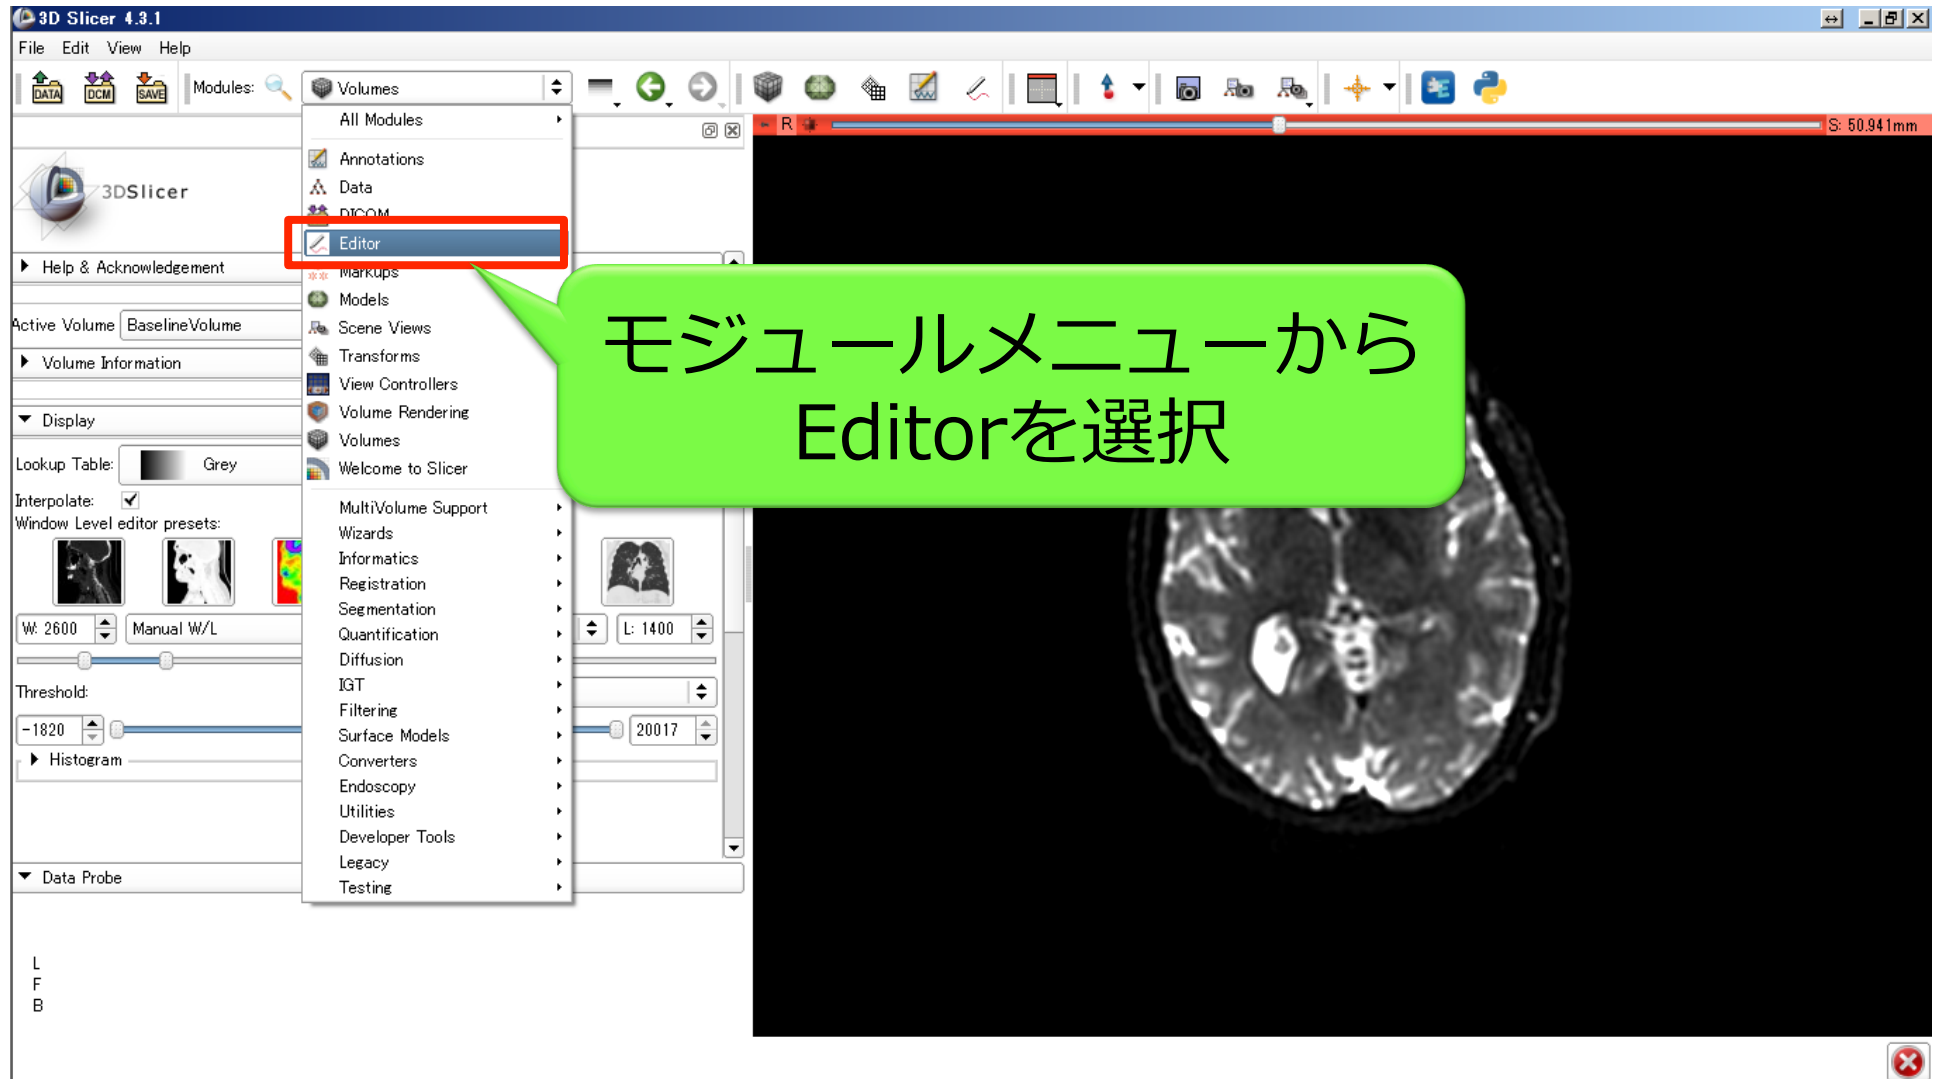 3D Slicer 4.3.1
File Edit View Help
DATA DCM SAVE Modules: Volumes
All Modules
R S: 50.941mm
Annotations
3DSlicer
Data
DICOM
Editor
Help & Acknowledgement
Markups
Models
Active Volume BaselineVolume
Scene Views
Transforms
Volume Information
View Controllers
Volume Rendering
Display
Volumes
Lookup Table: Grey
Welcome to Slicer
モジュールメニューから
Editorを選択
Interpolate:
Window Level editor presets:
MultiVolume Support
Wizards
Informatics
Registration
Segmentation
W: 2600 Manual W/L L: 1400
Quantification
Diffusion
IGT
Threshold:
Filtering
-1820 20017
Surface Models
Histogram
Converters
Endoscopy
Utilities
Developer Tools
Legacy
Data Probe
Testing
L
F
B